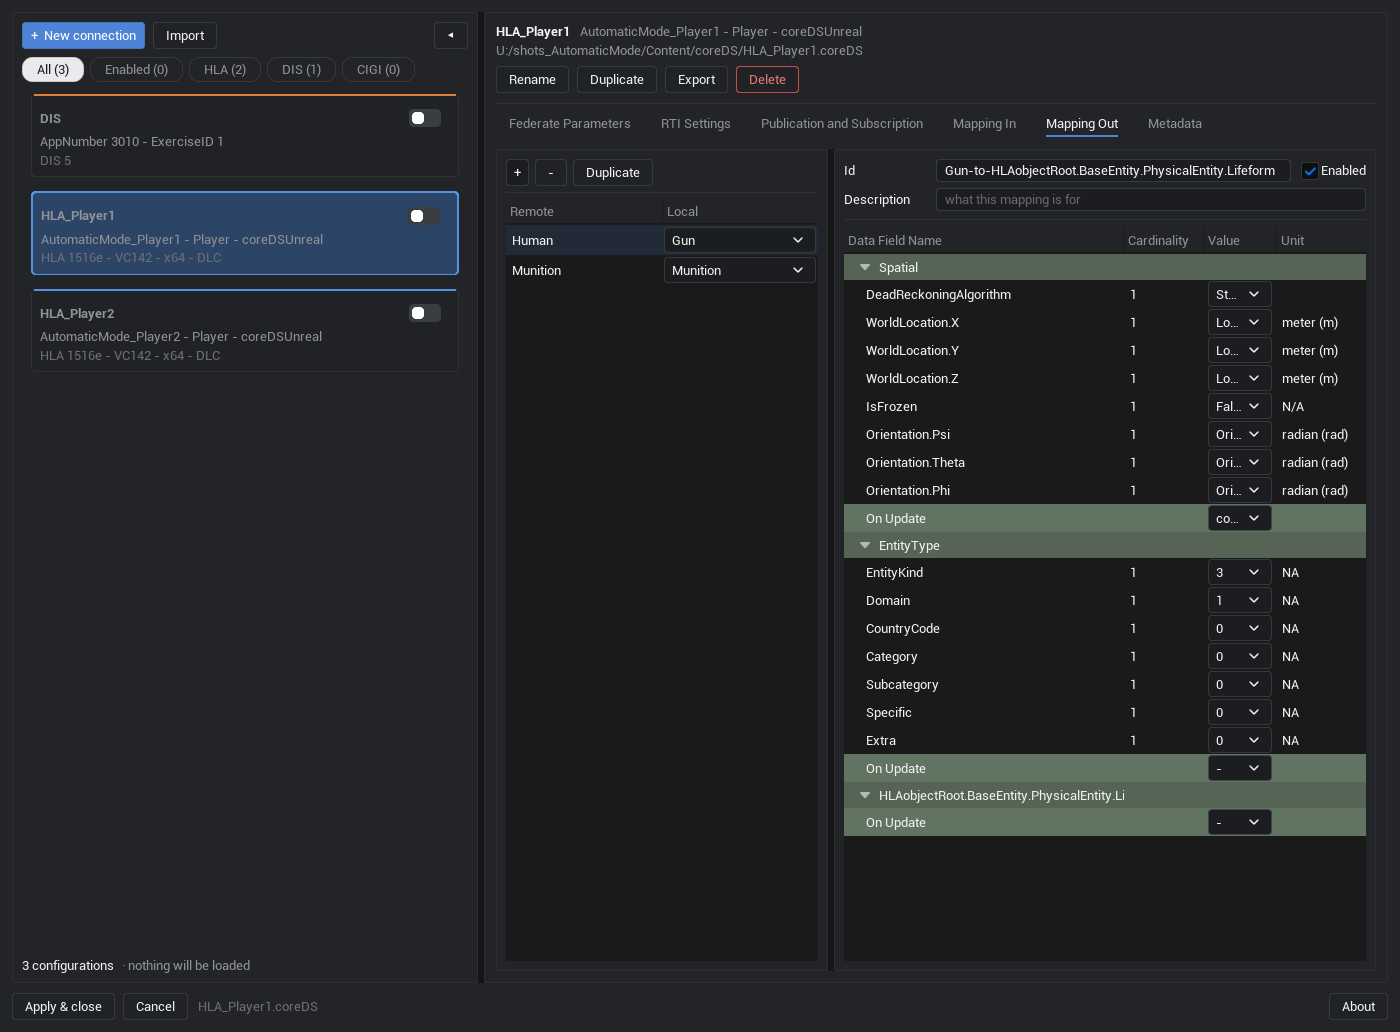 + New connection
Import
All (3)
Enabled (0)
HLA (2)
DIS (1)
CIGI (0)
DIS
AppNumber 3010 - ExerciseID 1
DIS 5
HLA_Player1
AutomaticMode_Player1 - Player - coreDSUnreal
HLA 1516e - VC142 - x64 - DLC
HLA_Player2
AutomaticMode_Player2 - Player - coreDSUnreal
HLA 1516e - VC142 - x64 - DLC
3 configurations · nothing will be loaded
HLA_Player1 AutomaticMode_Player1 - Player - coreDSUnreal
U:/shots_AutomaticMode/Content/coreDS/HLA_Player1.coreDS
Rename
Duplicate
Export
Delete
Federate Parameters
RTI Settings
Publication and Subscription
Mapping In
Mapping Out
Metadata
+
-
Duplicate
Remote Local
Human Gun
Munition Munition
Id Gun-to-HLAobjectRoot.BaseEntity.PhysicalEntity.Lifeform Enabled
Description what this mapping is for
Data Field Name Cardinality Value Unit
Spatial
DeadReckoningAlgorithm 1 St...
WorldLocation.X 1 Lo... meter (m)
WorldLocation.Y 1 Lo... meter (m)
WorldLocation.Z 1 Lo... meter (m)
IsFrozen 1 Fal... N/A
Orientation.Psi 1 Ori... radian (rad)
Orientation.Theta 1 Ori... radian (rad)
Orientation.Phi 1 Ori... radian (rad)
On Update co...
EntityType
EntityKind 1 3 NA
Domain 1 1 NA
CountryCode 1 0 NA
Category 1 0 NA
Subcategory 1 0 NA
Specific 1 0 NA
Extra 1 0 NA
On Update -
HLAobjectRoot.BaseEntity.PhysicalEntity.Li
On Update -
Apply & close
Cancel
HLA_Player1.coreDS
About